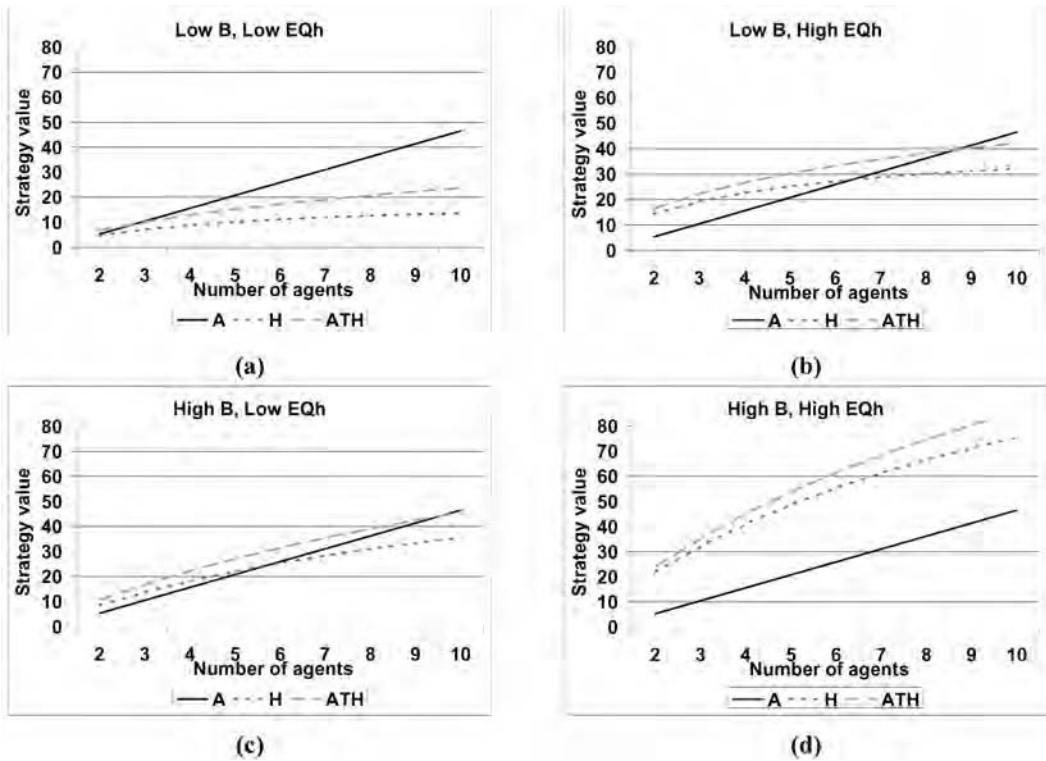 Low B, Low EQh
80
70
60
50
40
30
20
10
0
Strategy value
2 3 4 5 6 7 8 9 10
Number of agents
A H ATH
(a)
Low B, High EQh
80
70
60
50
40
30
20
10
0
Strategy value
2 3 4 5 6 7 8 9 10
Number of agents
A H ATH
(b)
High B, Low EQh
80
70
60
50
40
30
20
10
0
Strategy value
2 3 4 5 6 7 8 9 10
Number of agents
A H ATH
(c)
High B, High EQh
80
70
60
50
40
30
20
10
0
Strategy value
2 3 4 5 6 7 8 9 10
Number of agents
A H ATH
(d)